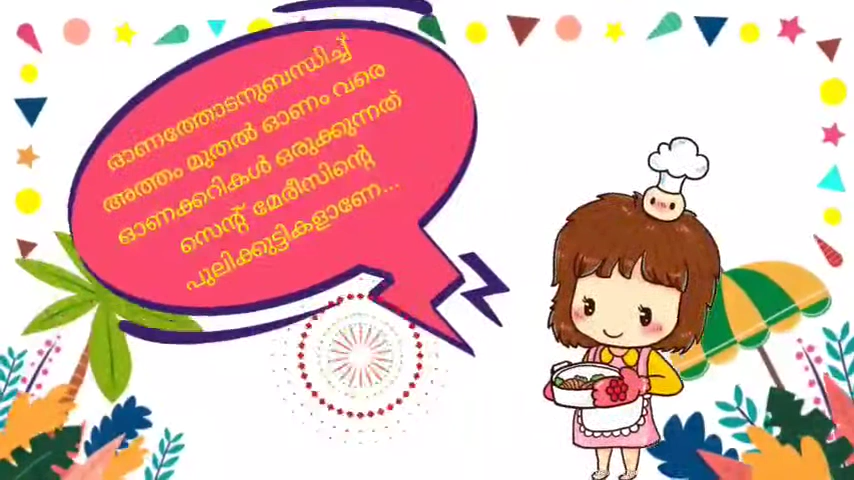 ഓണത്തോടനുബന്ധിച്ച്
അത്തം മുതൽ ഓണം വരെ
ഓണക്കറികൾ ഒരുക്കുന്നത്
സെന്റ് മേരീസിന്റെ
പുലിക്കുട്ടികളാണേ...